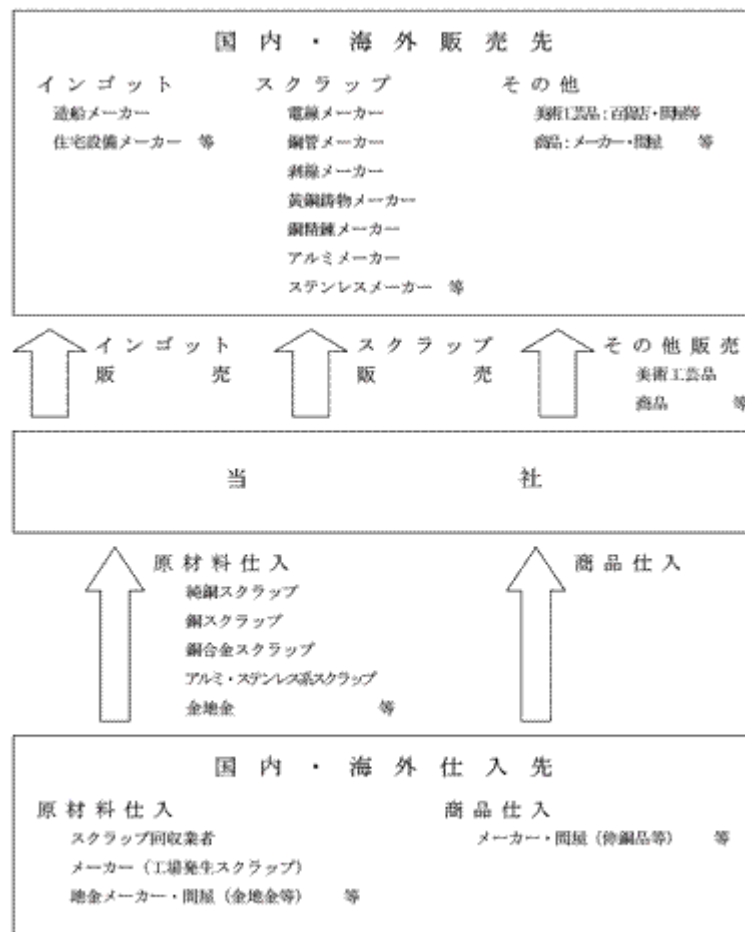 国内・海外販売先
インゴット
造船メーカー
住宅設備メーカー 等
スクラップ
電線メーカー
銅管メーカー
剥線メーカー
黄銅鋳物メーカー
銅精錬メーカー
アルミメーカー
ステンレスメーカー 等
その他
美術工芸品：百貨店・問屋等
商品：メーカー・問屋 等
インゴット
販売
スクラップ
販売
その他販売
美術工芸品
商品 等
当社
原材料仕入
純銅スクラップ
銅スクラップ
銅合金スクラップ
アルミ・ステンレス系スクラップ
金地金 等
商品仕入
国内・海外仕入先
原材料仕入
スクラップ回収業者
メーカー（工場発生スクラップ）
地金メーカー・問屋（金地金等） 等
商品仕入
メーカー・問屋（伸銅品等） 等